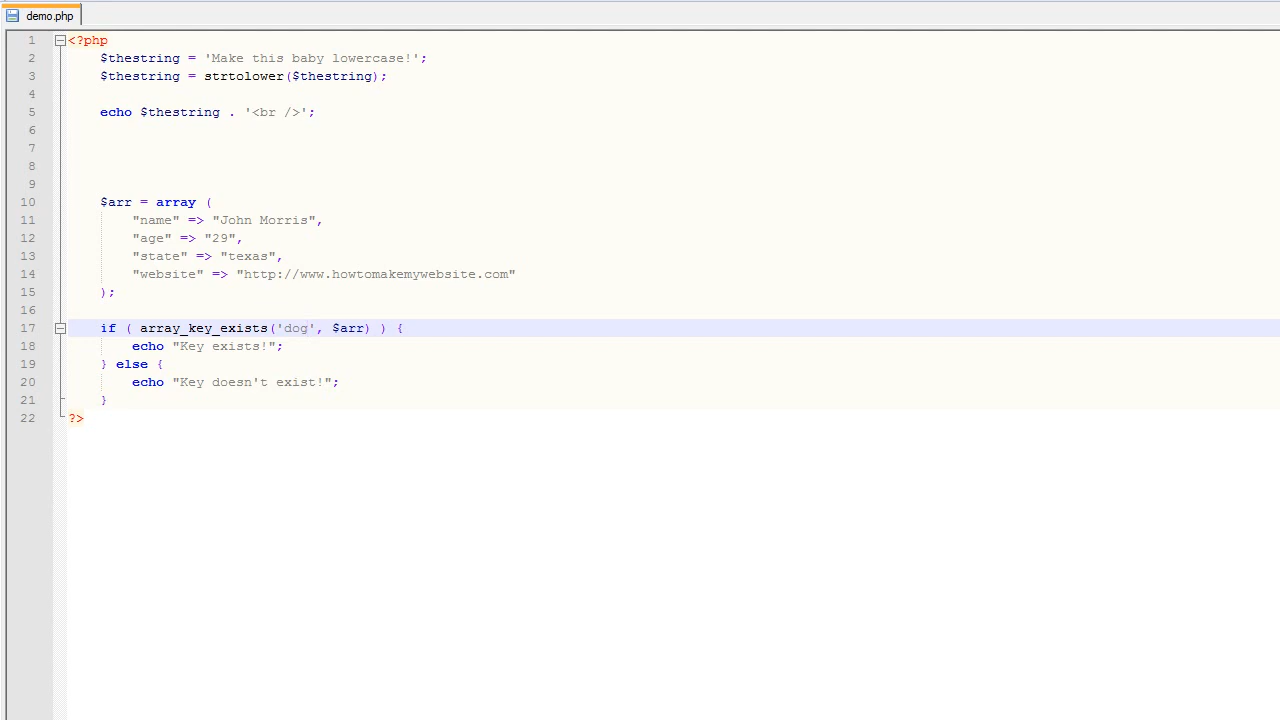 demo.php
1 <?php
2 $thestring = 'Make this baby lowercase!';
3 $thestring = strtolower($thestring);
4
5 echo $thestring . '<br />';
6
7
8
9
10 $arr = array (
11 "name" => "John Morris",
12 "age" => "29",
13 "state" => "texas",
14 "website" => "http://www.howtomakemywebsite.com"
15 );
16
17 if ( array_key_exists('dog', $arr) ) {
18 echo "Key exists!";
19 } else {
20 echo "Key doesn't exist!";
21 }
22 ?>